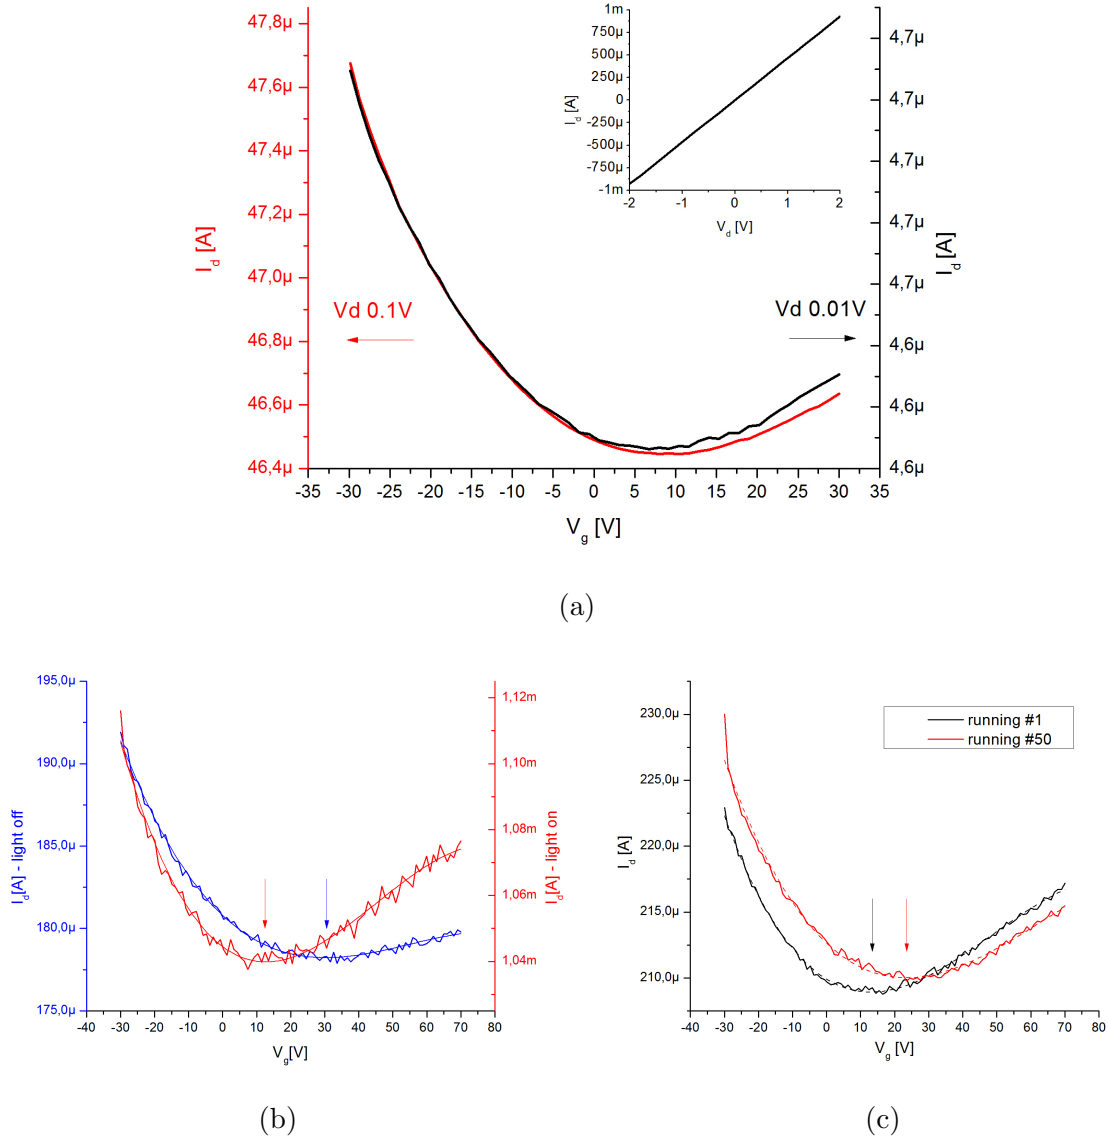 47,8µ
47,6µ
47,4µ
47,2µ
47,0µ
46,8µ
46,6µ
46,4µ
I_d [A]
Vd 0.1V
-35 -30 -25 -20 -15 -10 -5 0 5 10 15 20 25 30 35
V_g [V]
4,7µ
4,7µ
4,7µ
4,7µ
4,7µ
4,6µ
4,6µ
4,6µ
I_d [A]
Vd 0.01V
1m
750µ
500µ
250µ
0
-250µ
-500µ
-750µ
-1m
I_d [A]
-2 -1 0 1 2
V_d [V]
(a)
195,0µ
190,0µ
185,0µ
180,0µ
175,0µ
I_d[A] - light off
1,12m
1,10m
1,08m
1,06m
1,04m
I_d[A] - light on
-40 -30 -20 -10 0 10 20 30 40 50 60 70 80
V_g[V]
(b)
230,0µ
225,0µ
220,0µ
215,0µ
210,0µ
I_d [A]
running #1
running #50
-40 -30 -20 -10 0 10 20 30 40 50 60 70 80
V_g [V]
(c)